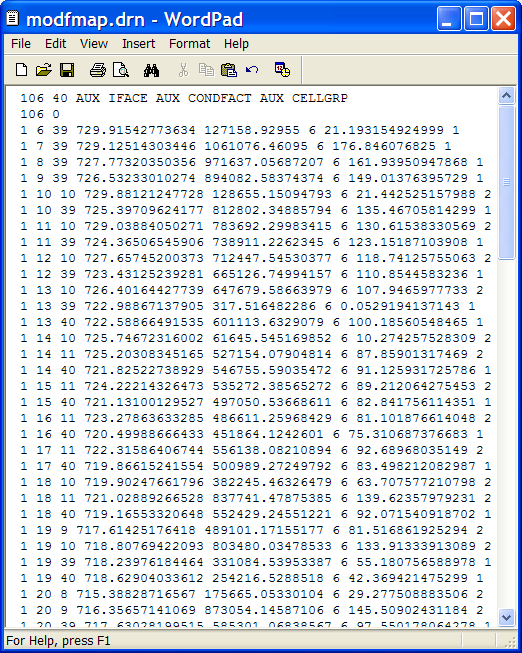 modfmap.drn - WordPad
File Edit Insert Format Help
106 40 AUX IFACE AUX CONDFACT AUX CELLGRP
106 0
1 6 39 729.91542773634 127158.92955 6 21.193154924999 1
1 7 39 729.12514303446 1061076.46095 6 176.846076825 1
1 8 39 727.77320350356 971637.05687207 6 161.93950947868 1
1 9 39 726.53233010274 894082.58374374 6 149.01376395729 1
1 10 10 729.88121247728 128655.15094793 6 21.442525157988 2
1 10 39 725.39709624177 812802.34885794 6 135.46705814299 1
1 11 10 729.03884050271 783692.29983415 6 130.61538330569 2
1 11 39 724.36506545906 738911.2262345 6 123.15187103908 1
1 12 10 727.65745200373 712447.54530377 6 118.74125755063 2
1 12 39 723.43125239281 665126.74994157 6 110.8544583236 1
1 13 10 726.40164427739 647679.58663979 6 107.9465977733 2
1 13 39 722.98867137905 317.516482286 6 0.0529194137143 1
1 13 40 722.58866491535 601113.6329079 6 100.18560548465 1
1 14 10 725.74672316002 61645.545169852 6 10.274257528309 2
1 14 11 725.20308345165 527154.07904814 6 87.85901317469 2
1 14 40 721.82522738929 546755.59035472 6 91.125931725786 1
1 15 11 724.22214326473 535272.38565272 6 89.212064275453 2
1 15 40 721.13100129527 497050.53668611 6 82.841756114351 1
1 16 11 723.27863633285 486611.25968429 6 81.101876614048 2
1 16 40 720.49988666433 451864.1242601 6 75.310687376683 1
1 17 11 722.31586406744 556138.08210894 6 92.68968035149 2
1 17 40 719.86615241554 500989.27249792 6 83.498212082987 1
1 18 10 719.90247661796 382245.46326479 6 63.707577210798 2
1 18 11 721.02889266528 837741.47875385 6 139.62357979231 2
1 18 40 719.16553320648 552429.24551221 6 92.071540918702 1
1 19 9 717.61425176418 489101.17155177 6 81.516861925294 2
1 19 10 718.80769422093 803480.03478533 6 133.91333913089 2
1 19 39 718.23976184464 331084.53953387 6 55.180756588978 1
1 19 40 718.62904033612 254216.5288518 6 42.369421475299 1
1 20 8 715.38828716567 175665.05330104 6 29.277508883506 2
1 20 9 716.35657141069 873054.14587106 6 145.50902431184 2
1 20 39 717.63028199515 585301.06838567 6 97.550178064278 1
For Help, press F1